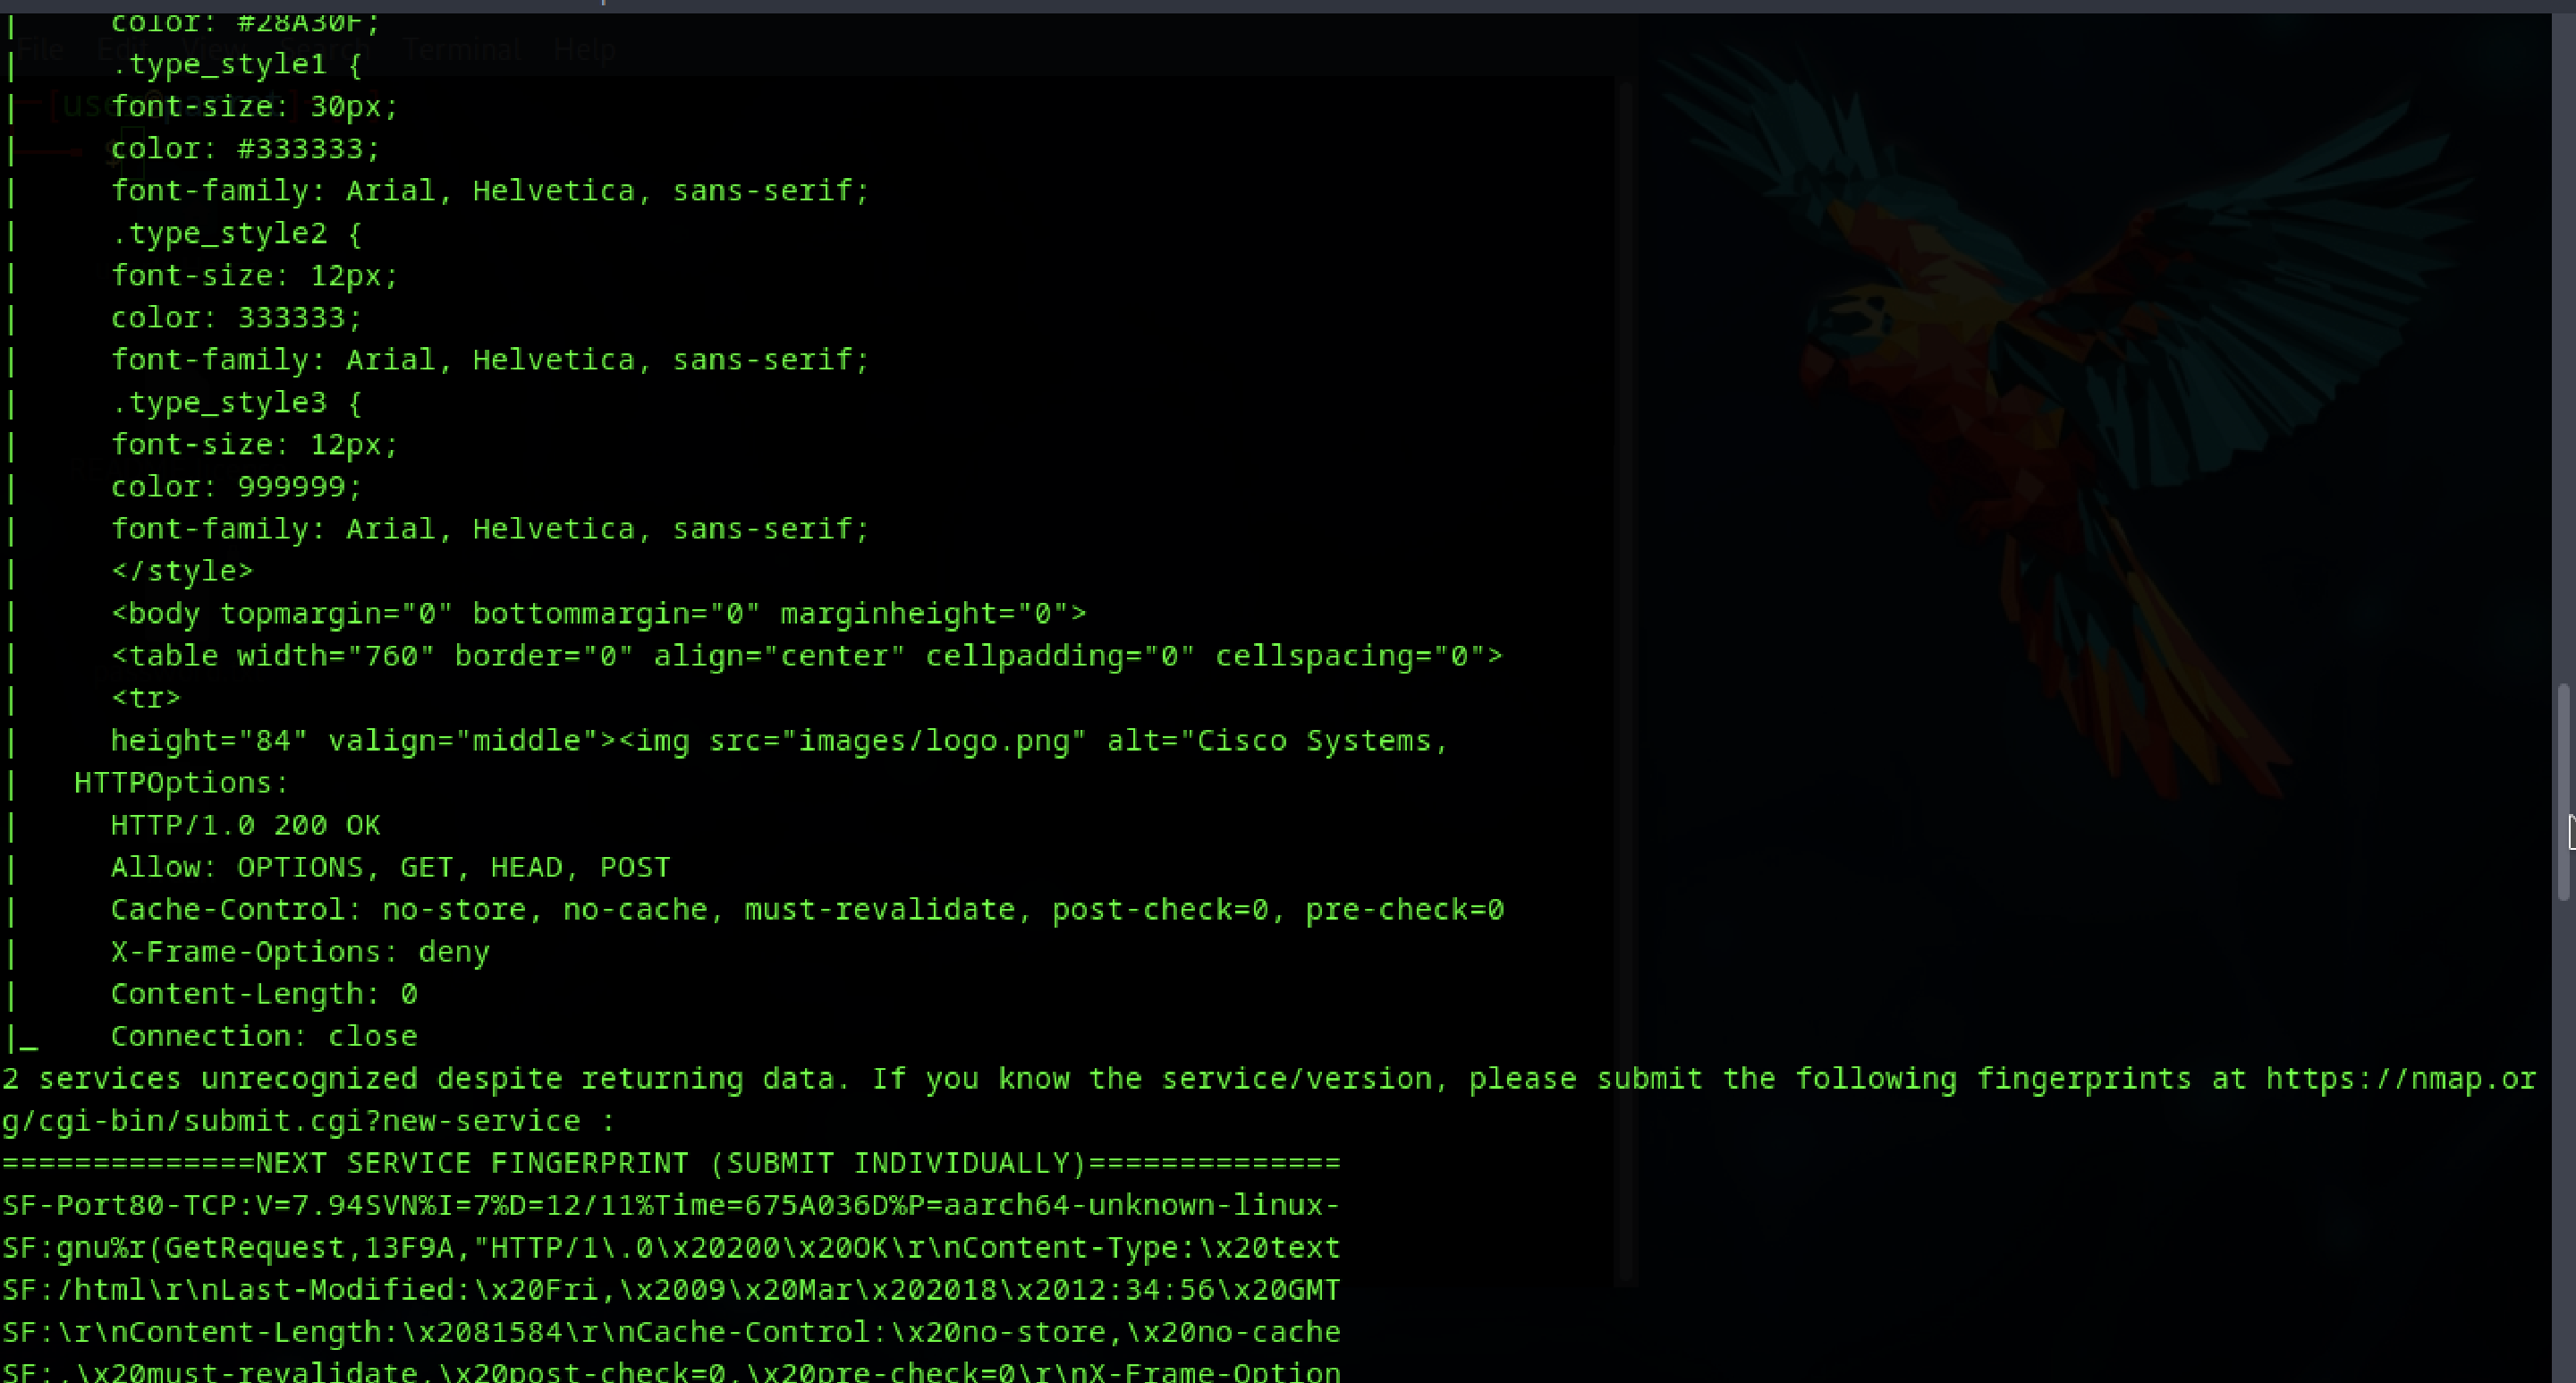 |     color: #28A30F;
File Edit View Search Terminal Help
|     .type_style1 {
|     font-size: 30px;
|     color: #333333;
|     font-family: Arial, Helvetica, sans-serif;
|     .type_style2 {
|     font-size: 12px;
|     color: 333333;
|     font-family: Arial, Helvetica, sans-serif;
|     .type_style3 {
|     font-size: 12px;
|     color: 999999;
|     font-family: Arial, Helvetica, sans-serif;
|     </style>
|     <body topmargin="0" bottommargin="0" marginheight="0">
|     <table width="760" border="0" align="center" cellpadding="0" cellspacing="0">
|     <tr>
|     height="84" valign="middle"><img src="images/logo.png" alt="Cisco Systems,
|   HTTPOptions:
|     HTTP/1.0 200 OK
|     Allow: OPTIONS, GET, HEAD, POST
|     Cache-Control: no-store, no-cache, must-revalidate, post-check=0, pre-check=0
|     X-Frame-Options: deny
|     Content-Length: 0
|_    Connection: close
2 services unrecognized despite returning data. If you know the service/version, please submit the following fingerprints at https://nmap.or
g/cgi-bin/submit.cgi?new-service :
==============NEXT SERVICE FINGERPRINT (SUBMIT INDIVIDUALLY)==============
SF-Port80-TCP:V=7.94SVN%I=7%D=12/11%Time=675A036D%P=aarch64-unknown-linux-
SF:gnu%r(GetRequest,13F9A,"HTTP/1\.0\x20200\x20OK\r\nContent-Type:\x20text
SF:/html\r\nLast-Modified:\x20Fri,\x2009\x20Mar\x202018\x2012:34:56\x20GMT
SF:\r\nContent-Length:\x2081584\r\nCache-Control:\x20no-store,\x20no-cache
SF:,\x20must-revalidate,\x20post-check=0,\x20pre-check=0\r\nX-Frame-Option